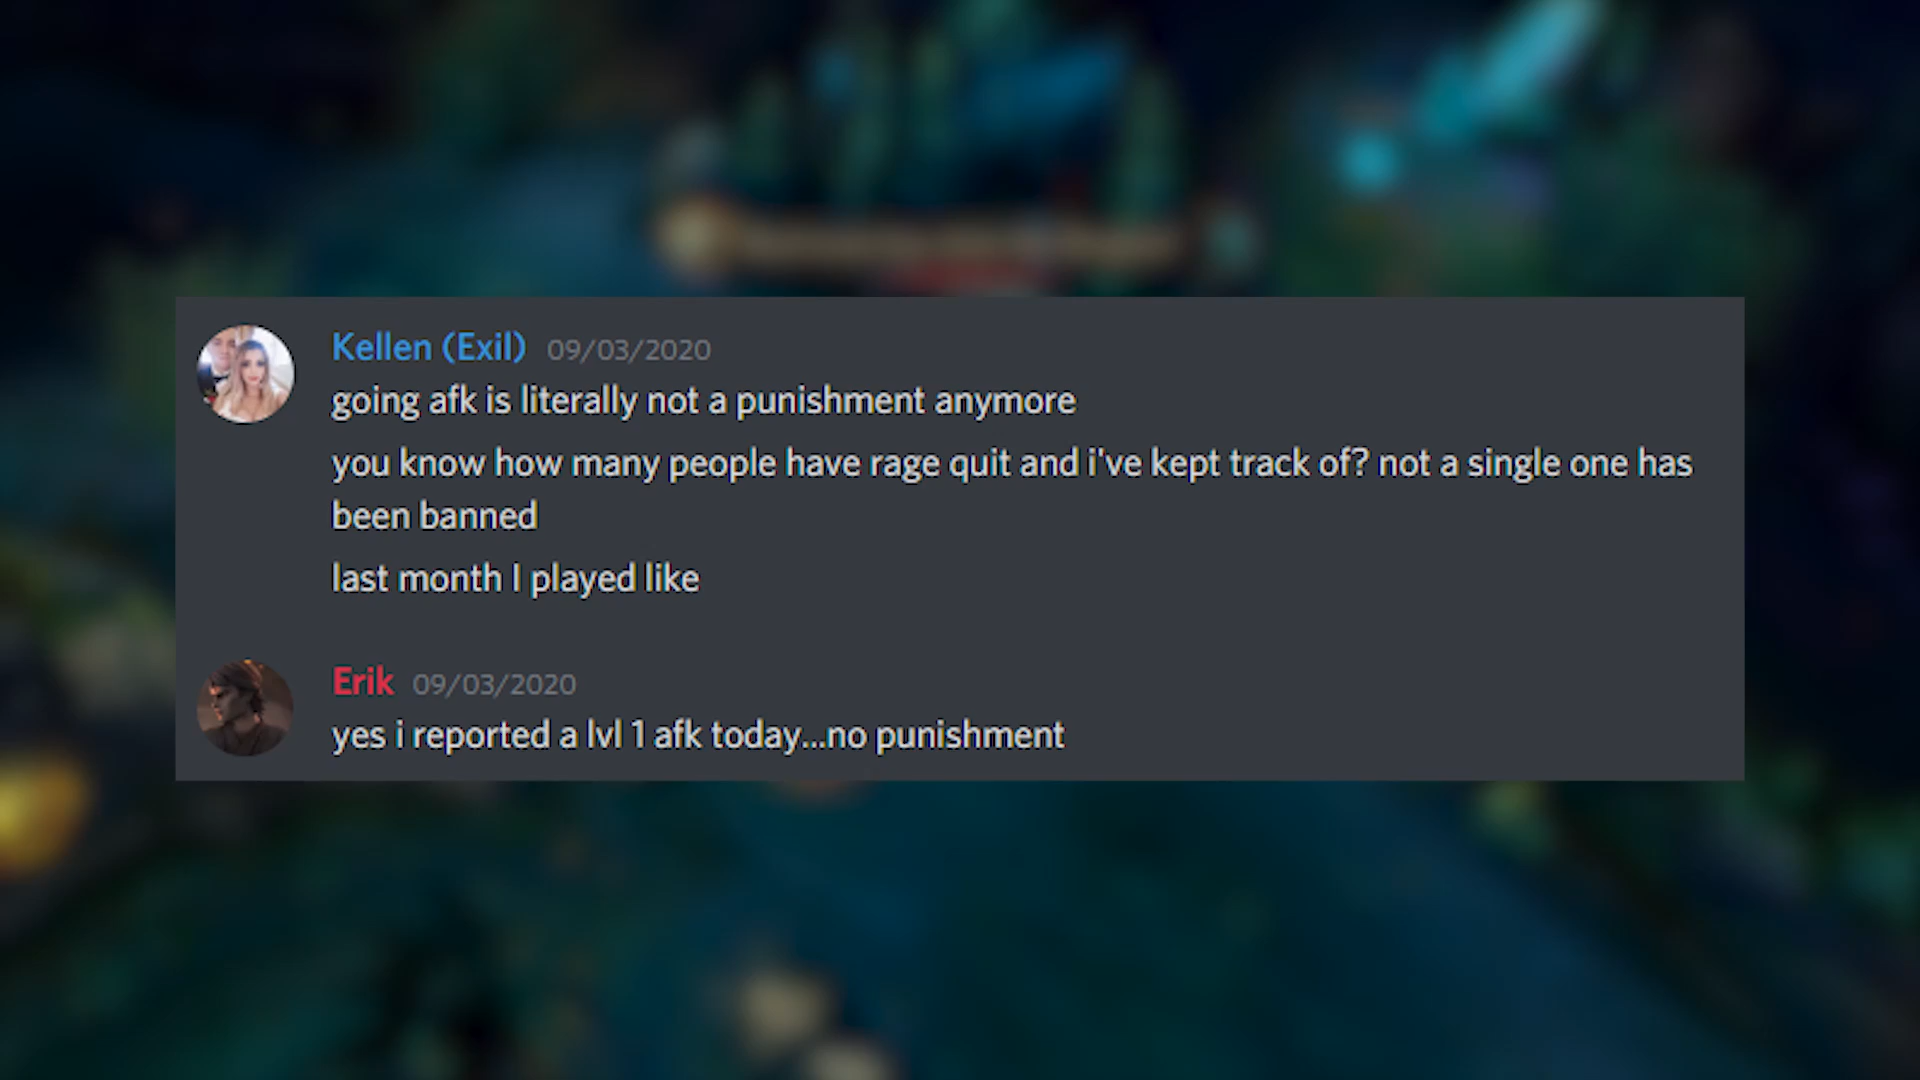 Kellen (Exil) 09/03/2020
going afk is literally not a punishment anymore
you know how many people have rage quit and i've kept track of? not a single one has
been banned
last month I played like
Erik 09/03/2020
yes i reported a lvl 1 afk today...no punishment